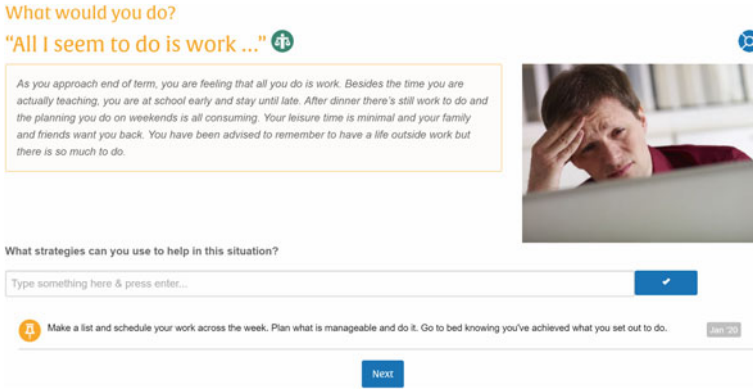 What would you do?
“All I seem to do is work ...”
As you approach end of term, you are feeling that all you do is work. Besides the time you are
actually teaching, you are at school early and stay until late. After dinner there’s still work to do and
the planning you do on weekends is all consuming. Your leisure time is minimal and your family
and friends want you back. You have been advised to remember to have a life outside work but
there is so much to do.
What strategies can you use to help in this situation?
Type something here & press enter...
Make a list and schedule your work across the week. Plan what is manageable and do it. Go to bed knowing you've achieved what you set out to do.
Jan '20
Next